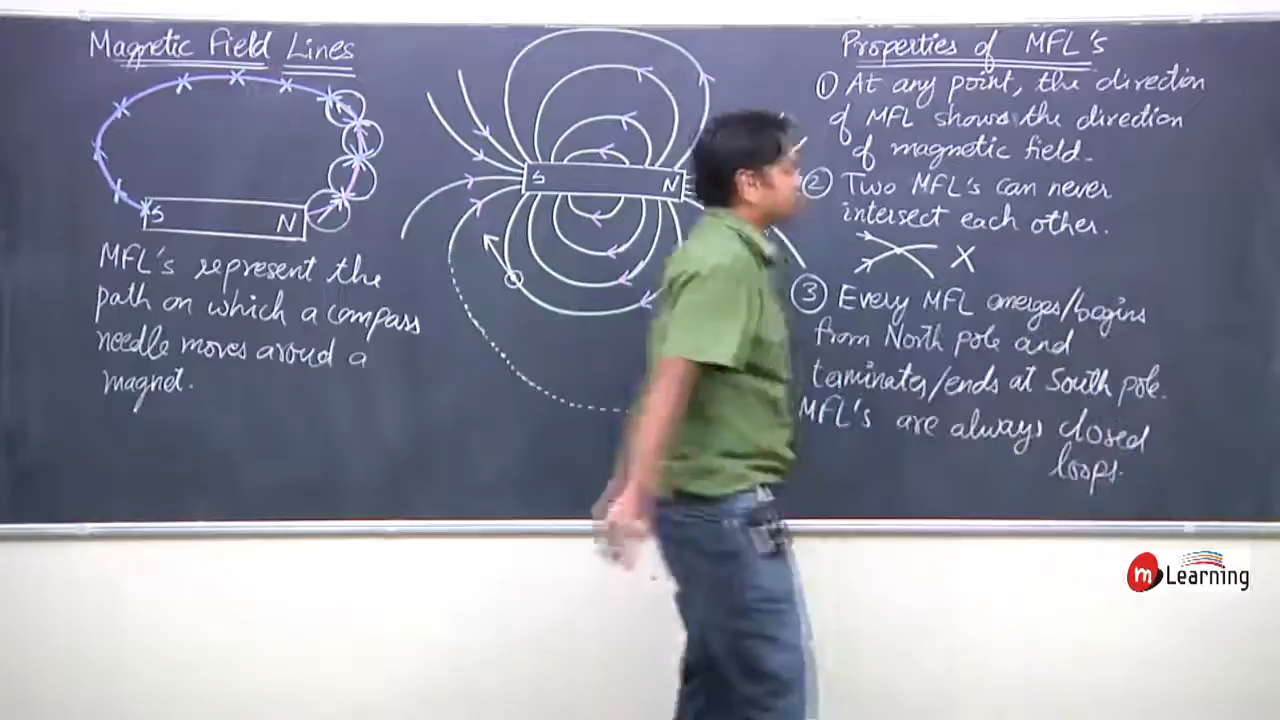 Magnetic Field Lines
S
N
MFL's represent the
path on which a compass
needle moves around a
magnet.
S
N
Properties of MFL's
① At any point, the direction
of MFL shows the direction
of magnetic field.
② Two MFL's can never
intersect each other.
X
③ Every MFL emerges/begins
from North pole and
terminates/ends at South pole.
MFL's are always closed
loops.
m Learning